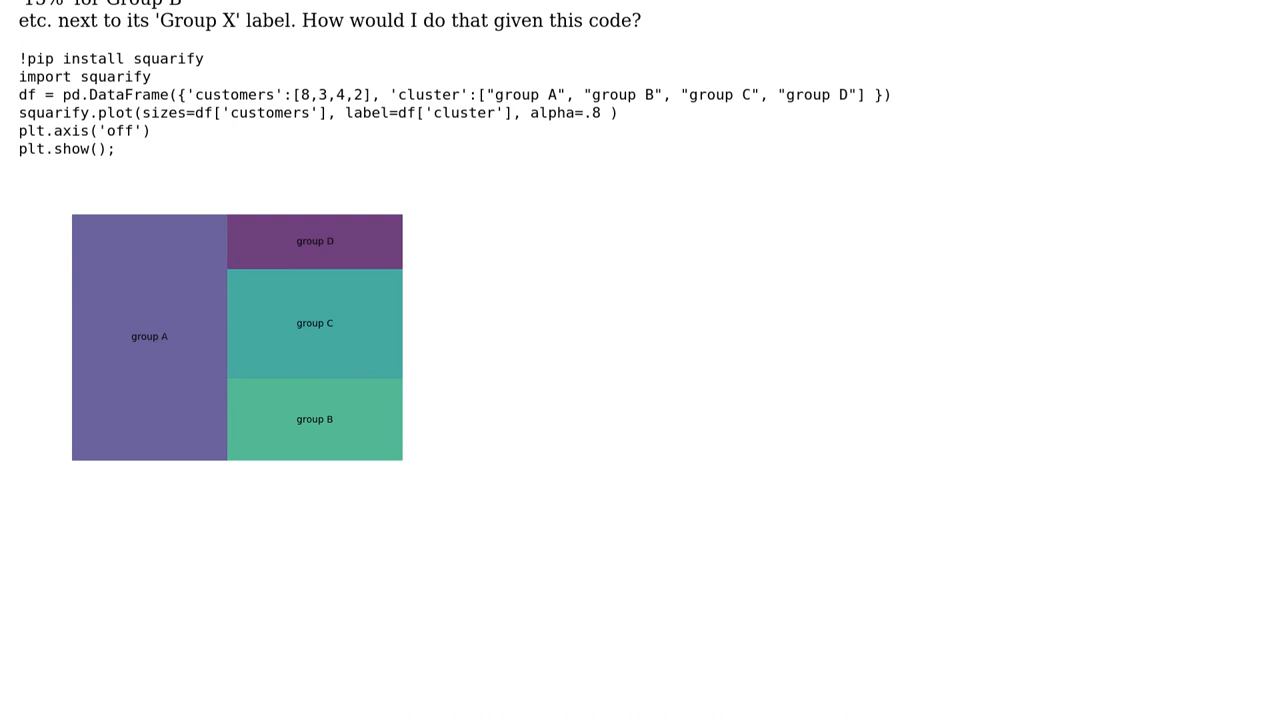 etc. next to its 'Group X' label. How would I do that given this code?
!pip install squarify
import squarify
df = pd.DataFrame({'customers':[8,3,4,2], 'cluster':["group A", "group B", "group C", "group D"] })
squarify.plot(sizes=df['customers'], label=df['cluster'], alpha=.8 )
plt.axis('off')
plt.show();
group D
group C
group A
group B